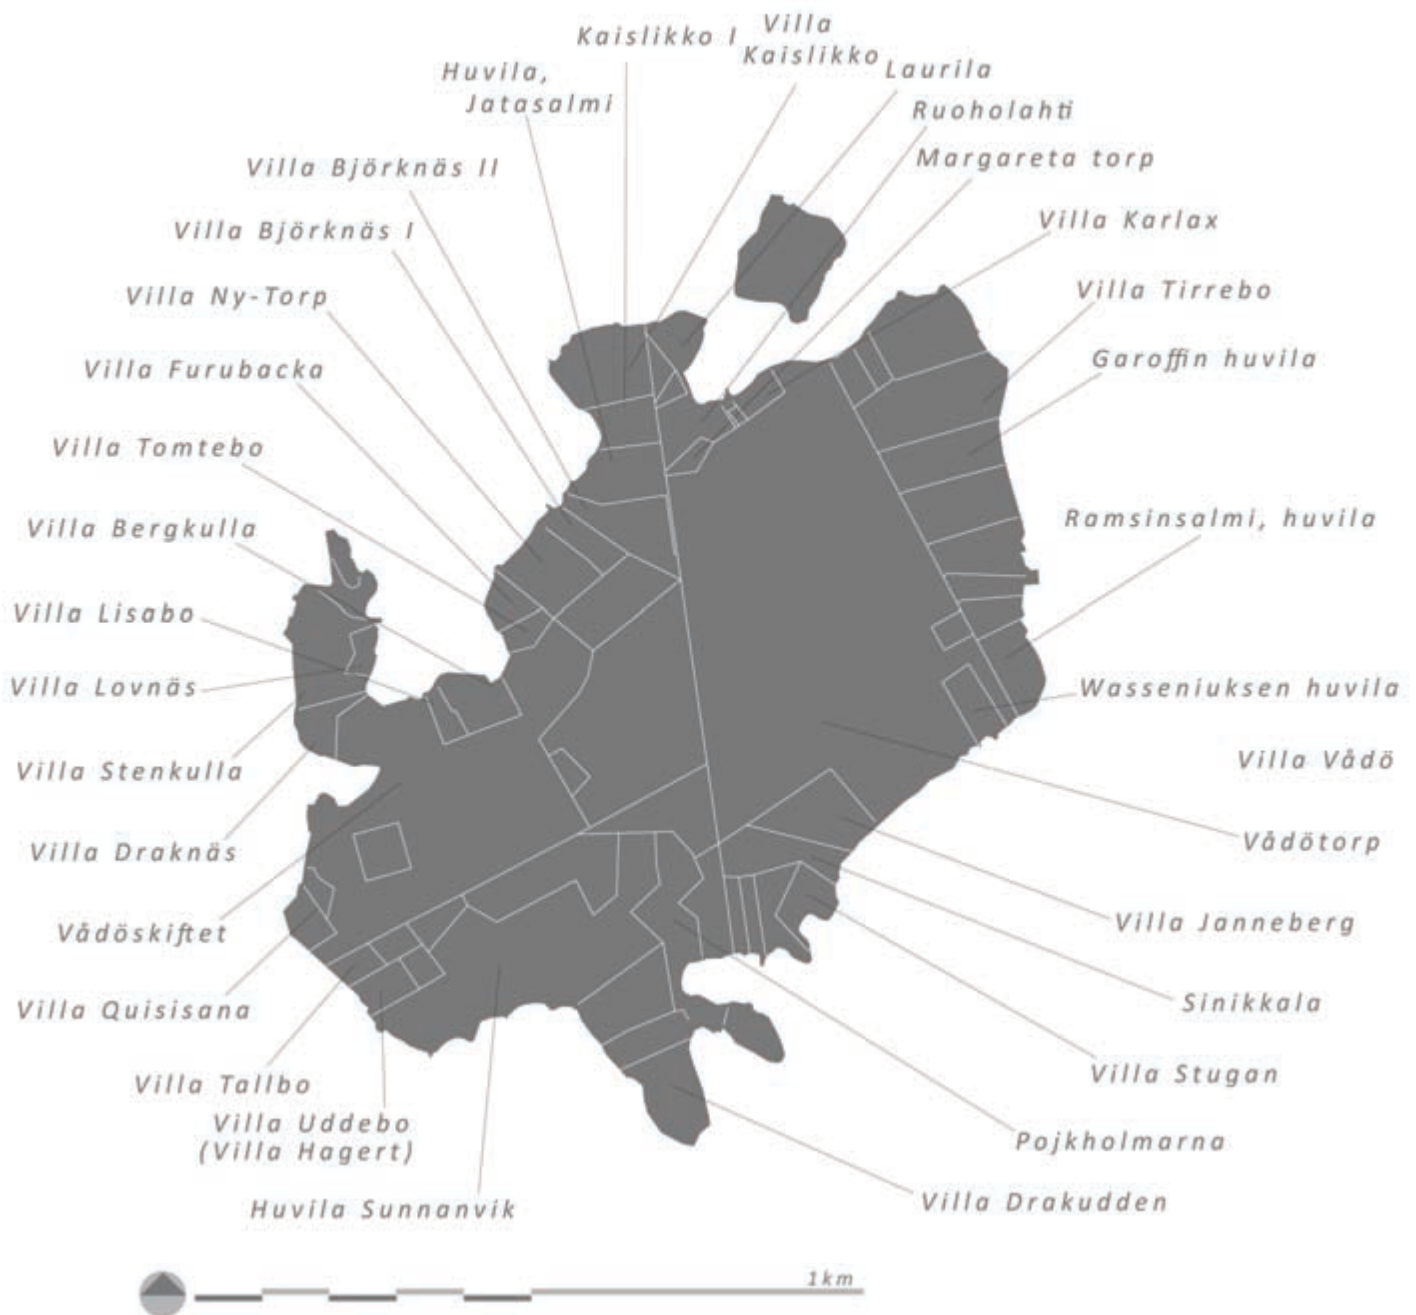 Kaislikko I
Villa
Kaislikko
Huvila,
Jatasalmi
Laurila
Ruoholahti
Margareta torp
Villa Björknäs II
Villa Björknäs I
Villa Karlax
Villa Ny-Torp
Villa Tirrebo
Villa Furubacka
Garoffin huvila
Villa Tomtebo
Villa Bergkulla
Ramsinsalmi, huvila
Villa Lisabo
Villa Lovnäs
Wasseniuksen huvila
Villa Stenkulla
Villa Vådö
Villa Draknäs
Vådötorp
Vådöskiftet
Villa Janneberg
Villa Quisisana
Sinikkala
Villa Tallbo
Villa Stugan
Villa Uddebo
(Villa Hagert)
Pojkholmarna
Huvila Sunnanvik
Villa Drakudden
1km